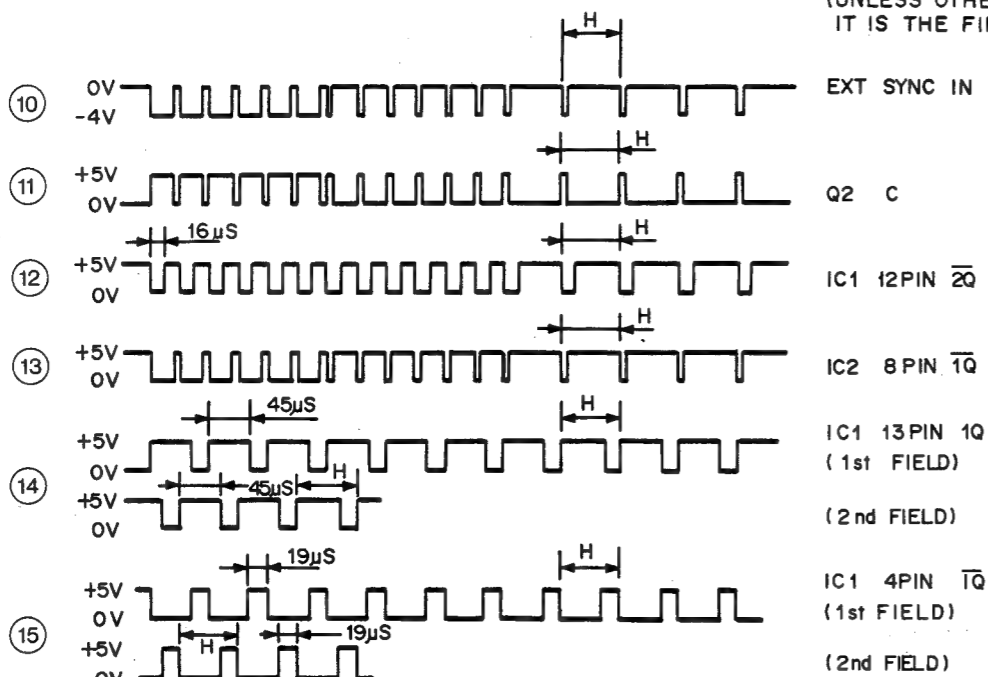 (UNLESS OTHE
IT IS THE FI
H
10 0V -4V EXT SYNC IN
H
11 +5V 0V Q2 C
16μS H
12 +5V 0V IC1 12PIN 2Q̅
H
13 +5V 0V IC2 8PIN 1Q̅
45μS H
14 +5V 0V IC1 13PIN 1Q
(1st FIELD)
45μS H
+5V 0V (2nd FIELD)
19μS H
15 +5V 0V IC1 4PIN 1Q̅
(1st FIELD)
H 19μS
+5V 0V (2nd FIELD)